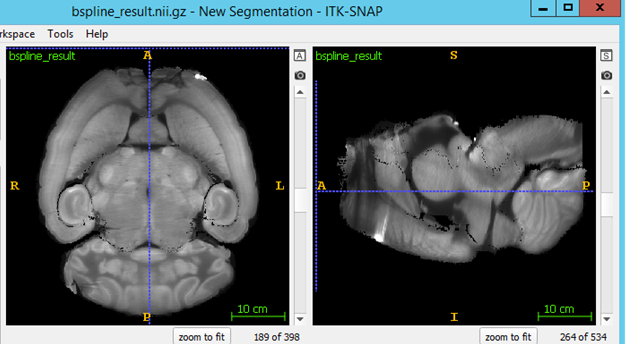 bspline_result.nii.gz - New Segmentation - ITK-SNAP
rkspace Tools Help
bspline_result A A
R L
P
10 cm
zoom to fit 189 of 398
bspline_result S S
A P
I
10 cm
zoom to fit 264 of 534